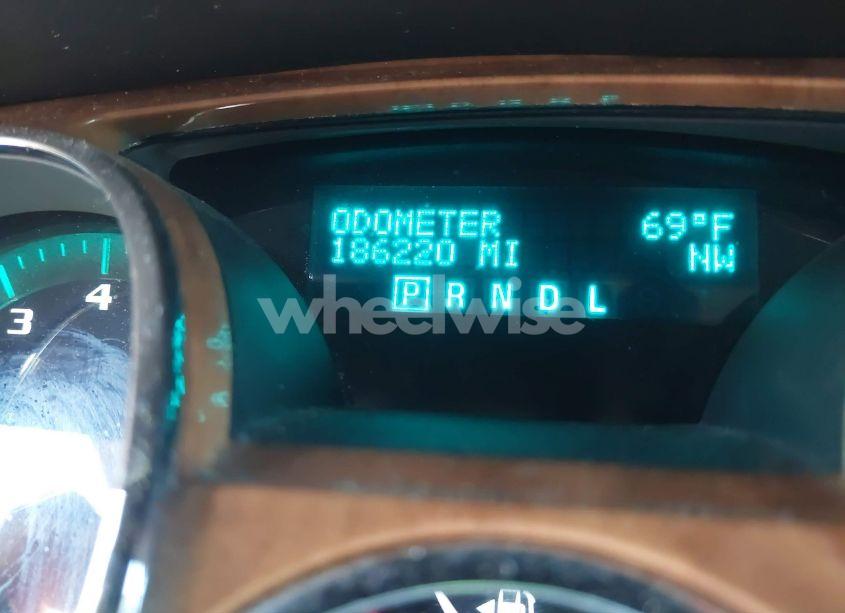 ODOMETER 69°F
186220 MI NW
P R N D L
wheelwise
3 4